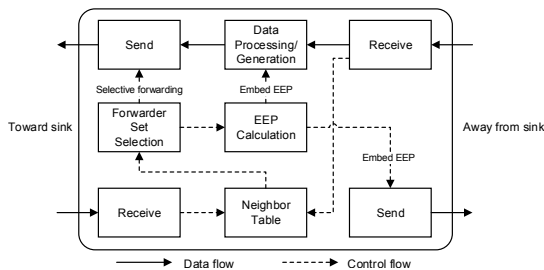 Send
Data
Processing/
Generation
Receive
Selective forwarding
Embed EEP
Toward sink
Forwarder
Set
Selection
EEP
Calculation
Away from sink
Embed EEP
Receive
Neighbor
Table
Send
Data flow
Control flow